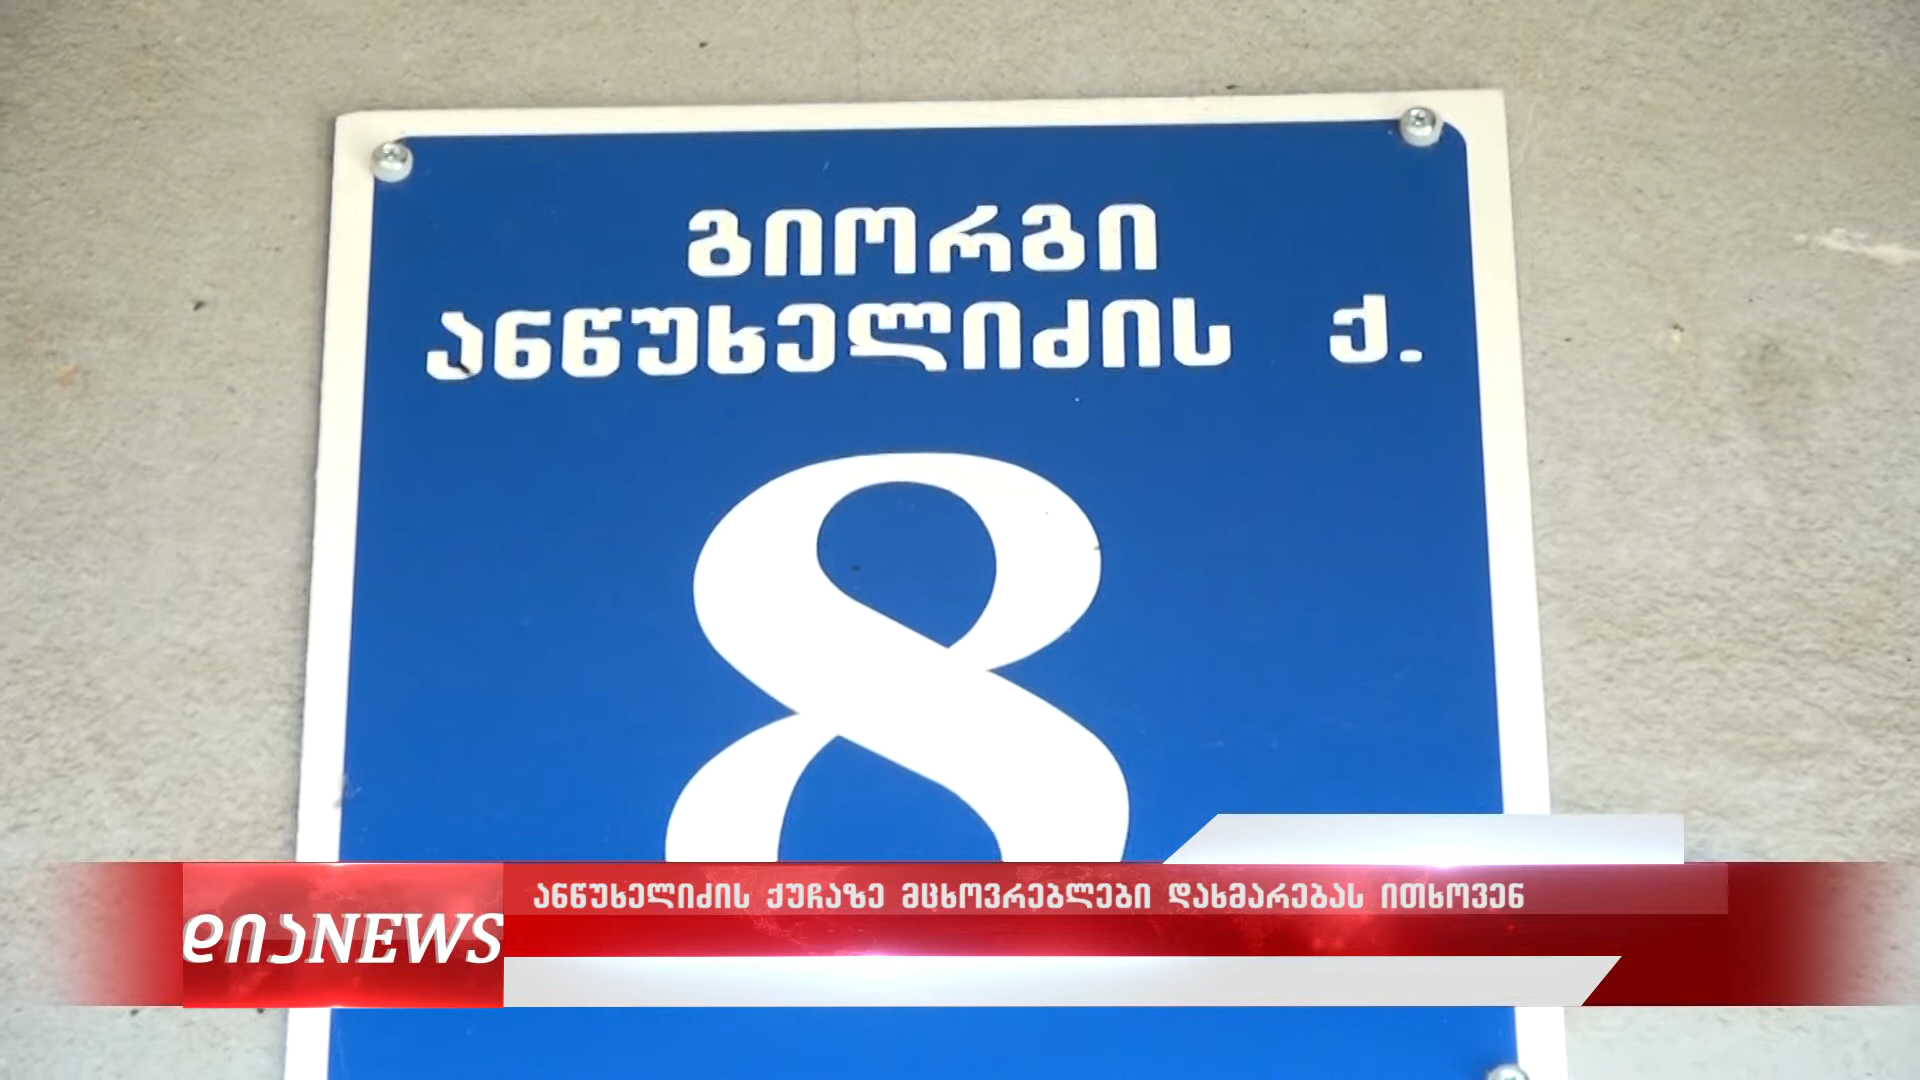 გიორგი
ანწუხელიძის ქ.
8
ანწუხელიძის ქუჩაზე მცხოვრებლები დახმარებას ითხოვენ
დიაNEWS